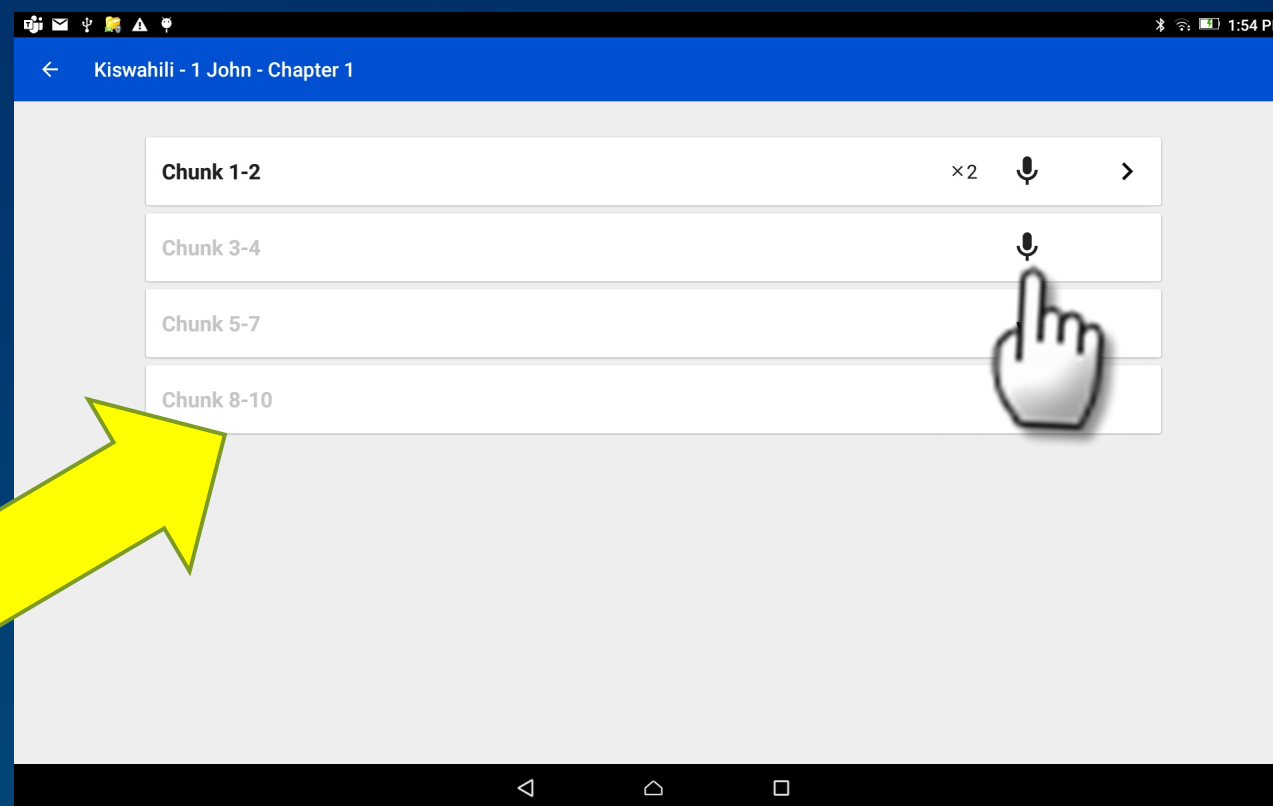 1:54 P
Kiswahili - 1 John - Chapter 1
Chunk 1-2 ×2
Chunk 3-4
Chunk 5-7
Chunk 8-10